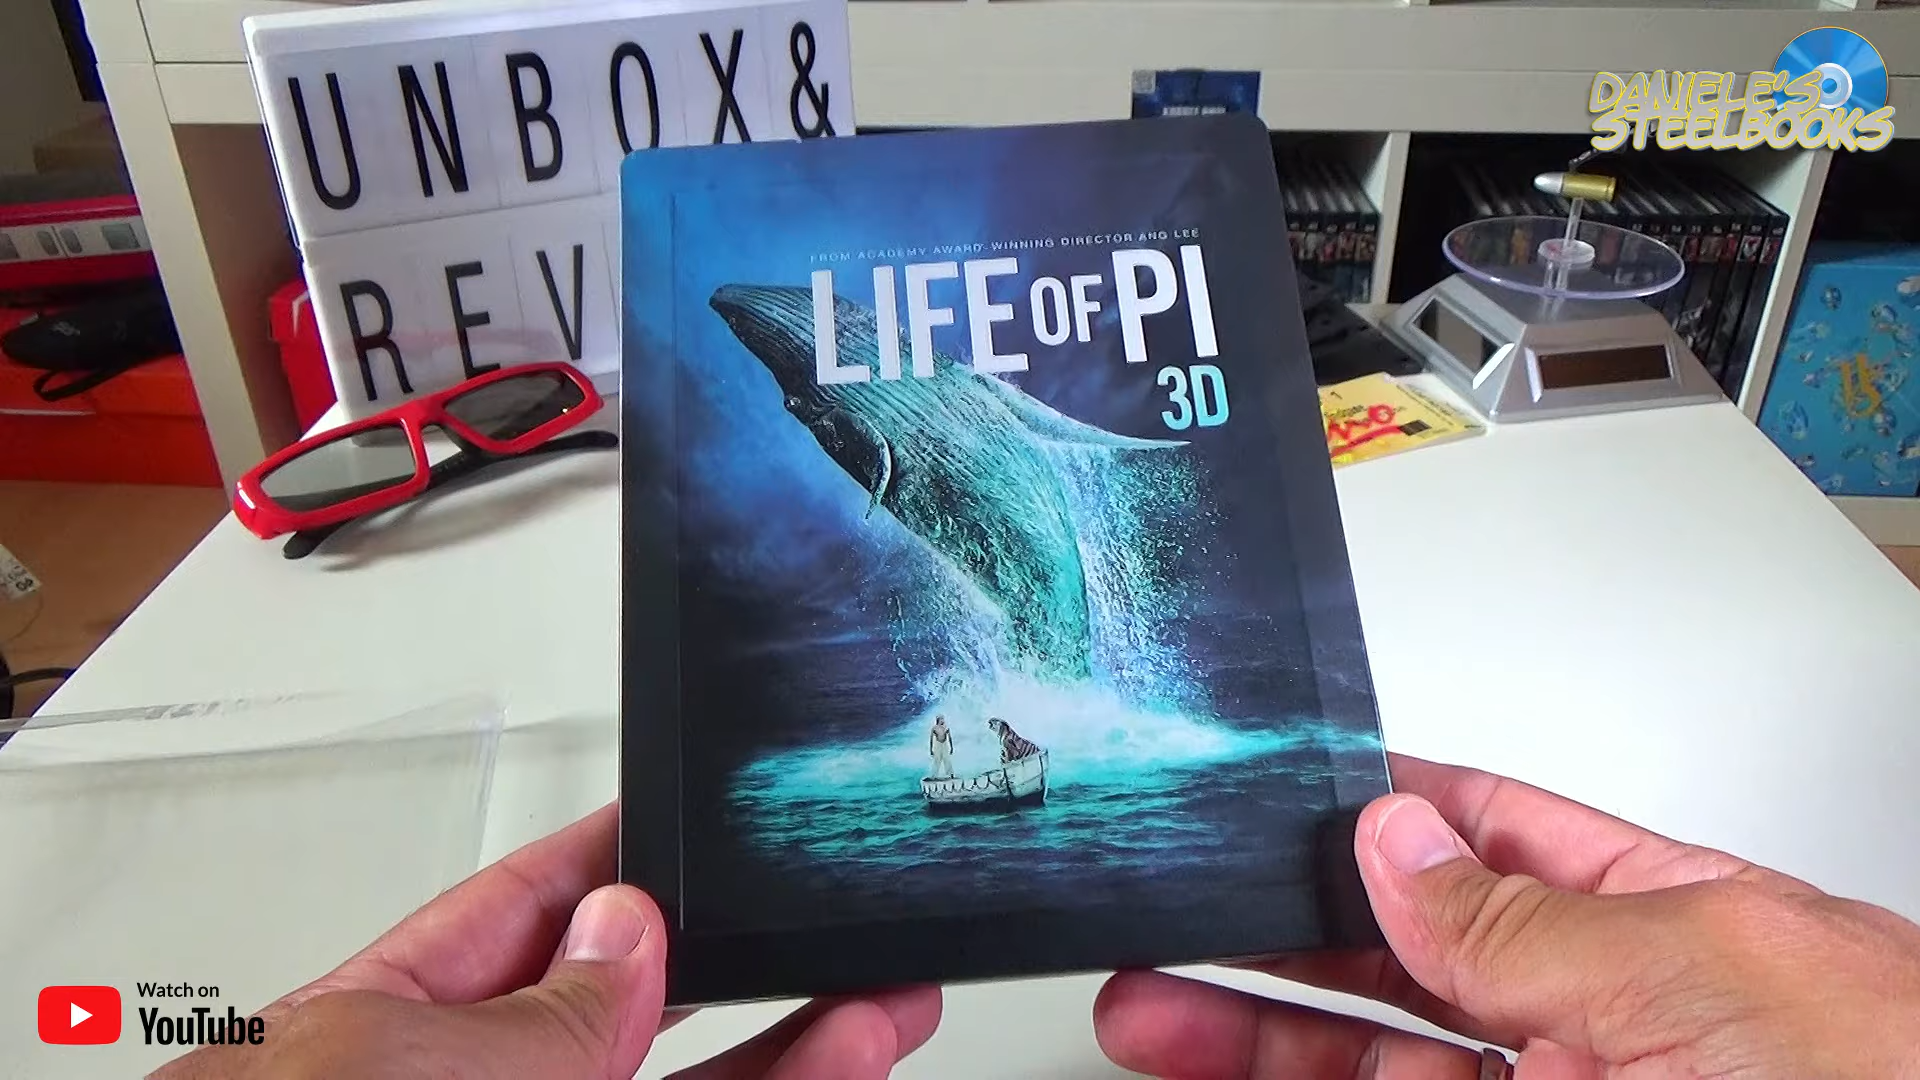 UNBOX&
REV
DANIELE'S
STEELBOOKS
FROM ACADEMY AWARD-WINNING DIRECTOR ANG LEE
LIFE OF PI
3D
Watch on
YouTube